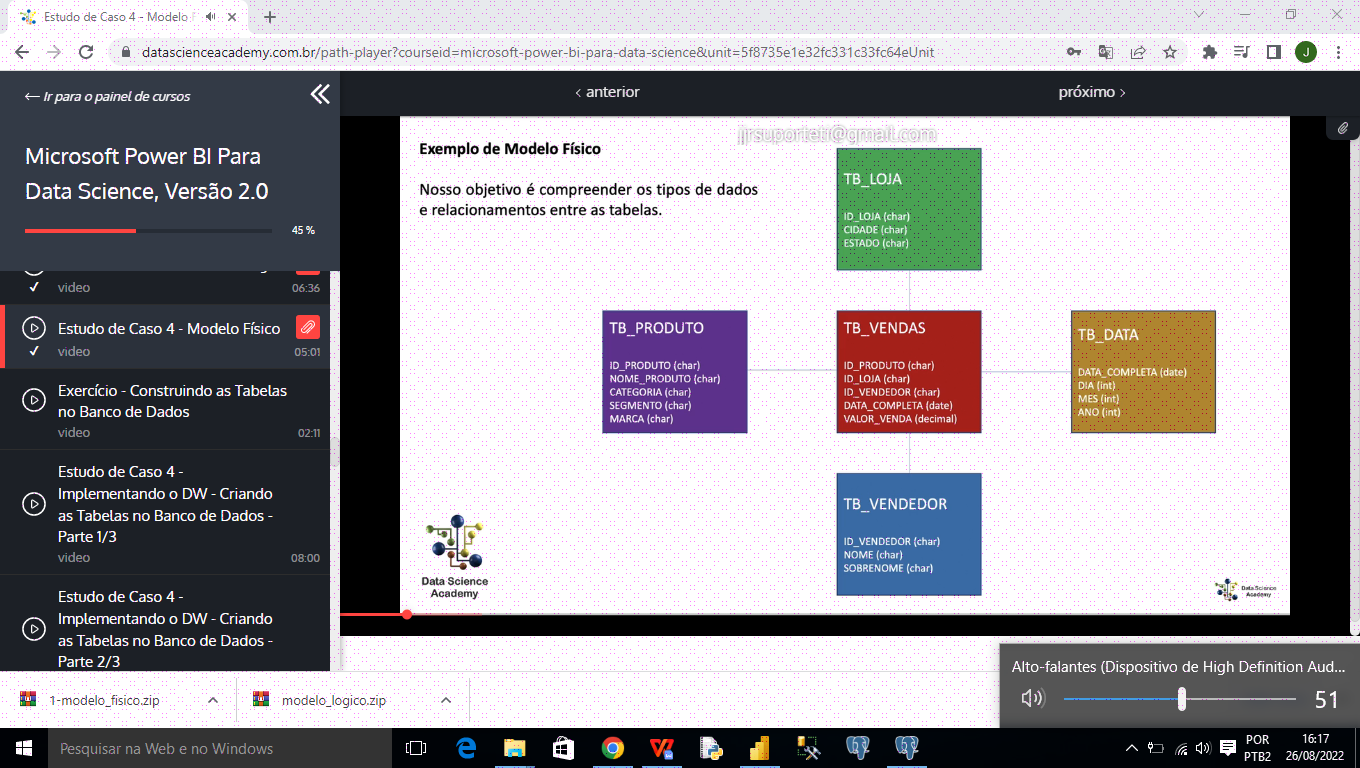 Estudo de Caso 4 - Modelo F
datascienceacademy.com.br/path-player?courseid=microsoft-power-bi-para-data-science&unit=5f8735e1e32fc331c33fc64eUnit
J
← Ir para o painel de cursos
Microsoft Power BI Para
Data Science, Versão 2.0
45 %
video
06:36
Estudo de Caso 4 - Modelo Físico
video
05:01
Exercício - Construindo as Tabelas
no Banco de Dados
video
02:11
Estudo de Caso 4 -
Implementando o DW - Criando
as Tabelas no Banco de Dados -
Parte 1/3
video
08:00
Estudo de Caso 4 -
Implementando o DW - Criando
as Tabelas no Banco de Dados -
Parte 2/3
‹ anterior
próximo ›
jjrsuporteti@gmail.com
Exemplo de Modelo Físico
Nosso objetivo é compreender os tipos de dados
e relacionamentos entre as tabelas.
TB_LOJA
ID_LOJA (char)
CIDADE (char)
ESTADO (char)
TB_PRODUTO
ID_PRODUTO (char)
NOME_PRODUTO (char)
CATEGORIA (char)
SEGMENTO (char)
MARCA (char)
TB_VENDAS
ID_PRODUTO (char)
ID_LOJA (char)
ID_VENDEDOR (char)
DATA_COMPLETA (date)
VALOR_VENDA (decimal)
TB_DATA
DATA_COMPLETA (date)
DIA (int)
MES (int)
ANO (int)
TB_VENDEDOR
ID_VENDEDOR (char)
NOME (char)
SOBRENOME (char)
Data Science
Academy
Data Science
Academy
Alto-falantes (Dispositivo de High Definition Aud...
51
1-modelo_fisico.zip
modelo_logico.zip
Pesquisar na Web e no Windows
POR
PTB2
16:17
26/08/2022